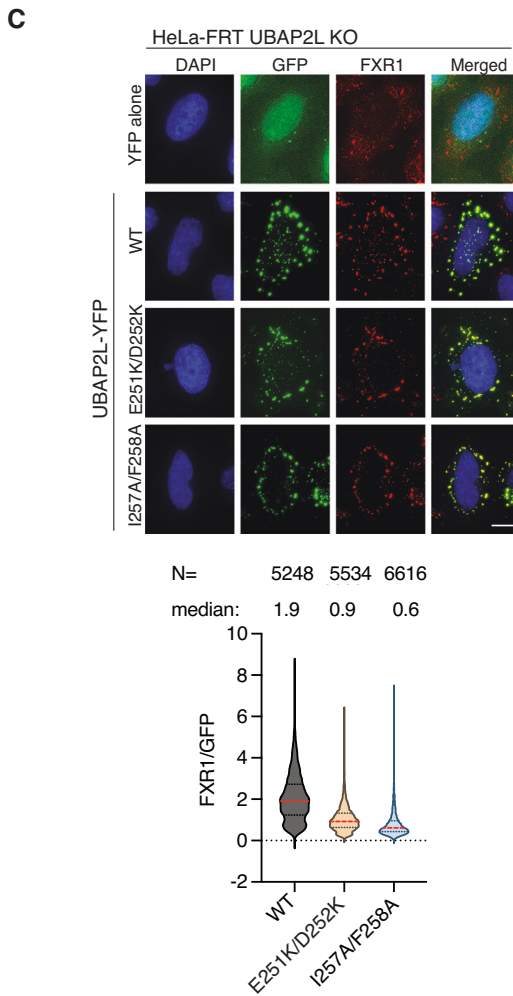 C
HeLa-FRT UBAP2L KO
DAPI GFP FXR1 Merged
YFP alone
UBAP2L-YFP
WT
E251K/D252K
I257A/F258A
N= 5248 5534 6616
median: 1.9 0.9 0.6
FXR1/GFP
10
8
6
4
2
0
-2
WT
E251K/D252K
I257A/F258A